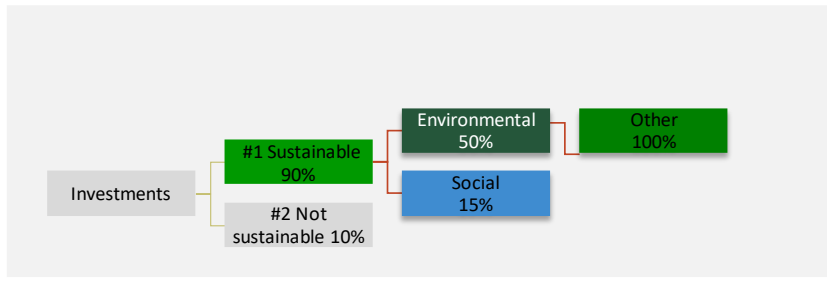 Investments
#1 Sustainable
90%
#2 Not
sustainable 10%
Environmental
50%
Social
15%
Other
100%